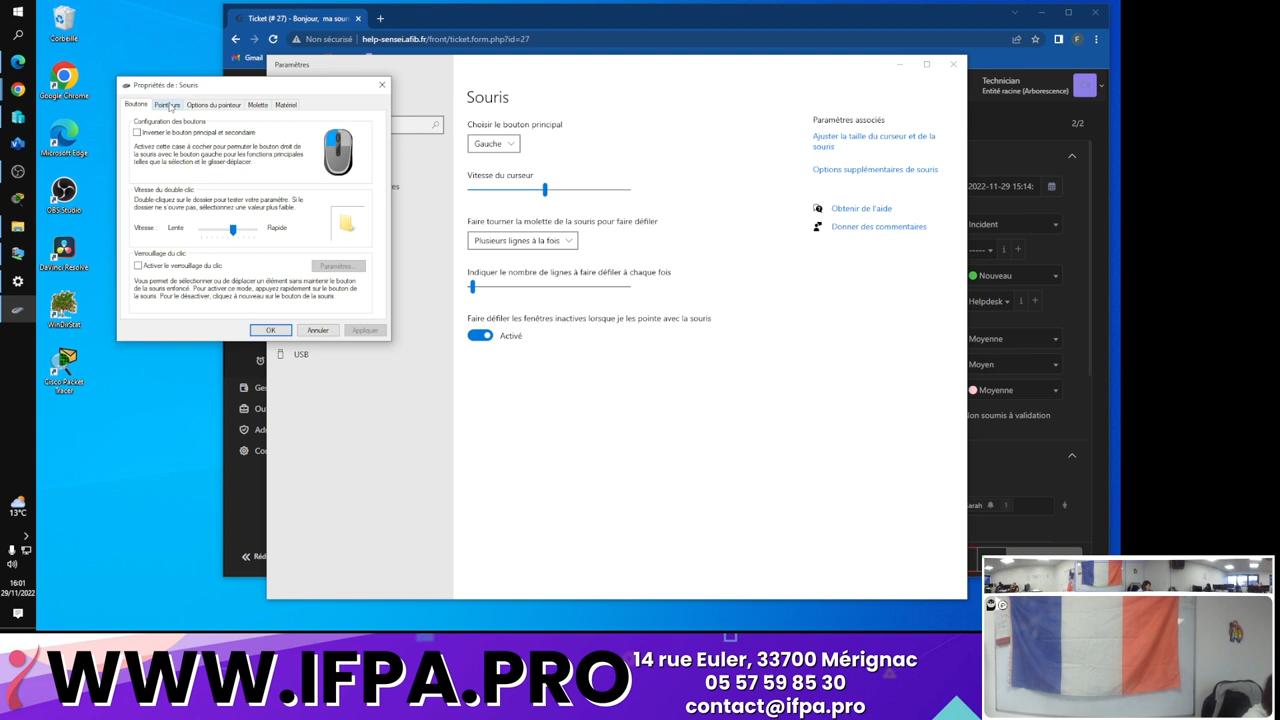 Corbeille
Google Chrome
Microsoft Edge
OBS Studio
DaVinci Resolve
WinDirStat
Cisco Packet
Tracer
13°C
16:01
29/11/2022
Ticket (# 27) - Bonjour, ma sour
Non sécurisé
help-sensei.afib.fr/front/ticket.form.php?id=27
F
Gmail
Paramètres
Propriétés de : Souris
Boutons
Pointeurs
Options du pointeur
Molette
Matériel
Configuration des boutons
Inverser le bouton principal et secondaire
Activez cette case à cocher pour permuter le bouton droit de
la souris avec le bouton gauche pour les fonctions principales
telles que la sélection et le glisser-déplacer.
Vitesse du double clic
Double-cliquez sur le dossier pour tester votre paramètre. Si le
dossier ne s'ouvre pas, sélectionnez une valeur plus faible.
Vitesse :
Lente
Rapide
Verrouillage du clic
Activer le verrouillage du clic
Paramètres...
Vous permet de sélectionner ou de déplacer un élément sans maintenir le bouton
de la souris enfoncé. Pour activer ce mode, appuyez rapidement sur le bouton de
la souris. Pour le désactiver, cliquez à nouveau sur le bouton de la souris.
OK
Annuler
Appliquer
USB
Souris
Choisir le bouton principal
Gauche
Vitesse du curseur
Faire tourner la molette de la souris pour faire défiler
Plusieurs lignes à la fois
Indiquer le nombre de lignes à faire défiler à chaque fois
Faire défiler les fenêtres inactives lorsque je les pointe avec la souris
Activé
Paramètres associés
Ajuster la taille du curseur et de la
souris
Options supplémentaires de souris
Obtenir de l'aide
Donner des commentaires
Technician
Entité racine (Arborescence)
2/2
2022-11-29 15:14:
Incident
-----
Nouveau
Helpdesk
Moyenne
Moyen
Moyenne
Non soumis à validation
arah
1
Ges
Out
Adr
Cor
Réd
WWW.IFPA.PRO
14 rue Euler, 33700 Mérignac
05 57 59 85 30
contact@ifpa.pro